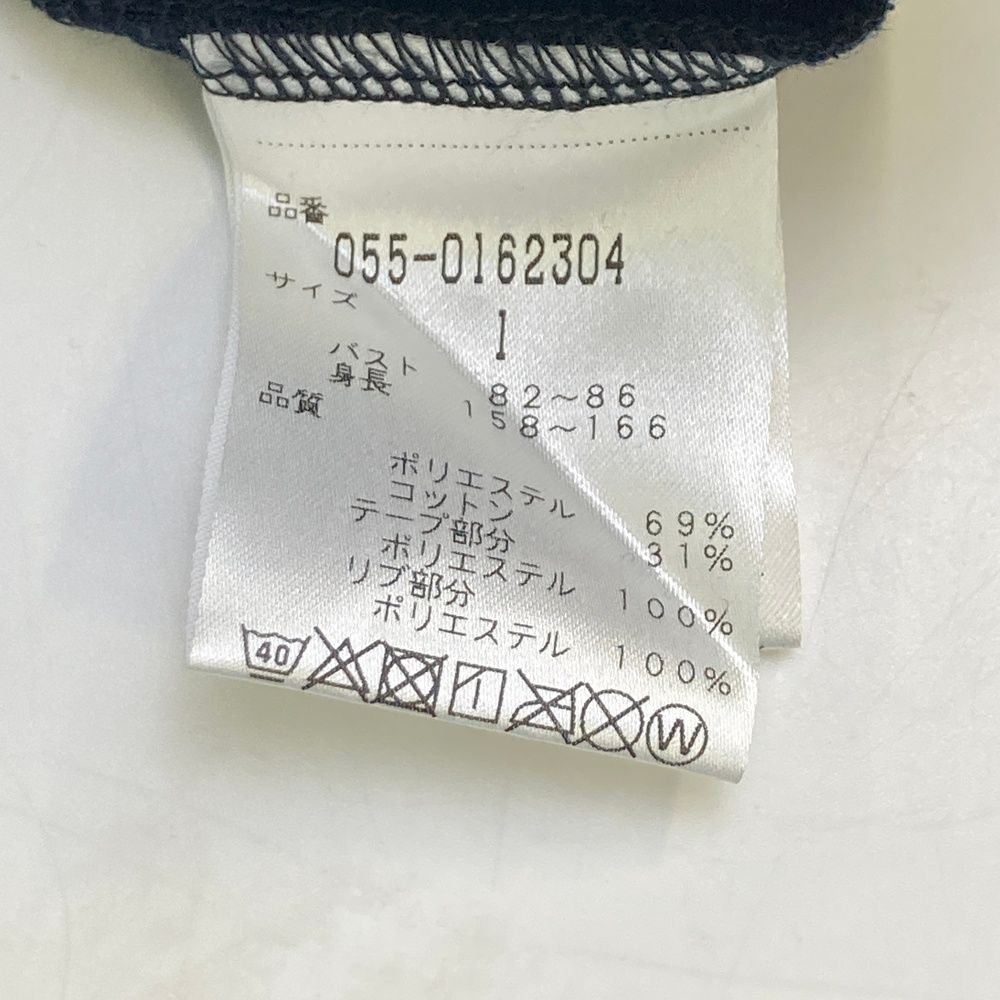 品番
055-0162304
サイズ
1
バスト 82～86
身長 158～166
品質
ポリエステル 69%
コットン 31%
テープ部分
ポリエステル 100%
リブ部分
ポリエステル 100%
40 W